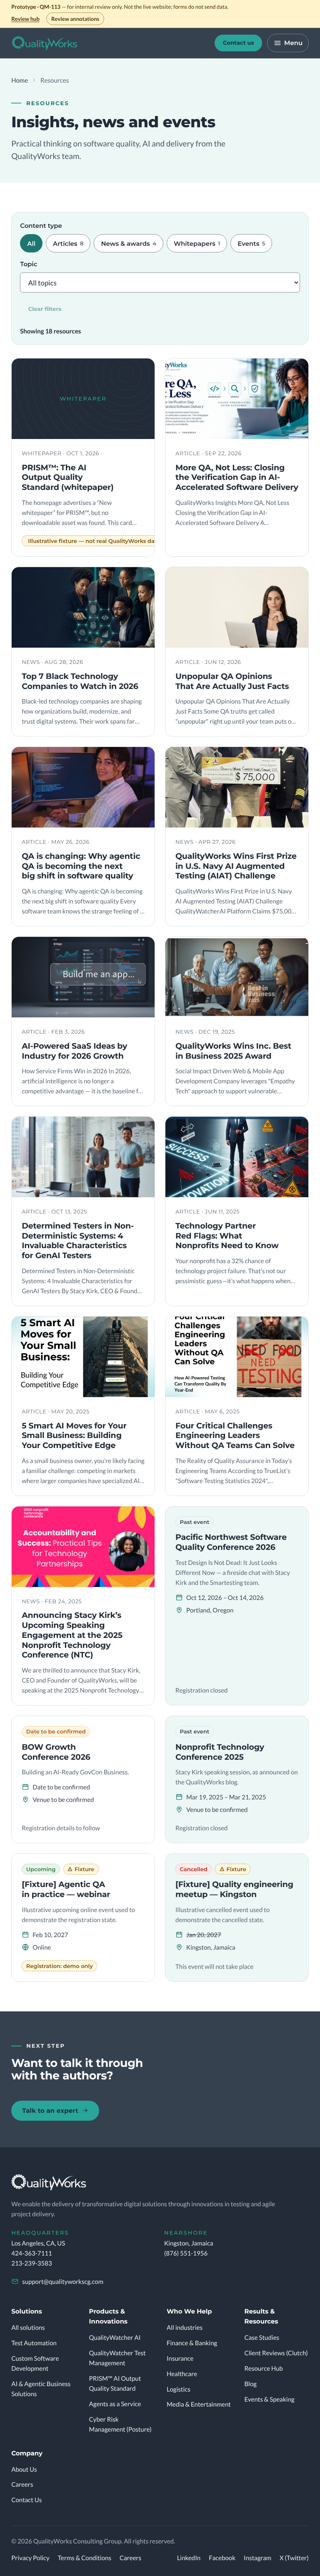 Prototype · QM-113 — for internal review only. Not the live website; forms do not send data.
Review hub
Review annotations
QualityWorks
Contact us
Menu
Home
Resources
RESOURCES
Insights, news and events
Practical thinking on software quality, AI and delivery from the
QualityWorks team.
Content type
All
Articles 8
News & awards 4
Whitepapers 1
Events 5
Topic
All topics
Clear filters
Showing 18 resources
WHITEPAPER
WHITEPAPER · OCT 1, 2026
PRISM™: The AI
Output Quality
Standard (whitepaper)
The homepage advertises a "New
whitepaper" for PRISM™, but no
downloadable asset was found. This card…
Illustrative fixture — not real QualityWorks da
ARTICLE · SEP 22, 2026
More QA, Not Less: Closing
the Verification Gap in AI-
Accelerated Software Delivery
QualityWorks Insights More QA, Not Less
Closing the Verification Gap in AI-
Accelerated Software Delivery A…
NEWS · AUG 28, 2026
Top 7 Black Technology
Companies to Watch in 2026
Black-led technology companies are shaping
how organizations build, modernize, and
trust digital systems. Their work spans far…
ARTICLE · JUN 12, 2026
Unpopular QA Opinions
That Are Actually Just Facts
Unpopular QA Opinions That Are Actually
Just Facts Some QA truths get called
"unpopular" right up until your team puts o…
ARTICLE · MAY 26, 2026
QA is changing: Why agentic
QA is becoming the next
big shift in software quality
QA is changing: Why agentic QA is becoming
the next big shift in software quality Every
software team knows the strange feeling of …
$ 75,000
NEWS · APR 27, 2026
QualityWorks Wins First Prize
in U.S. Navy AI Augmented
Testing (AIAT) Challenge
QualityWorks Wins First Prize in U.S. Navy
AI Augmented Testing (AIAT) Challenge
QualityWatcherAI Platform Claims $75,00…
Build me an app...
ARTICLE · FEB 3, 2026
AI-Powered SaaS Ideas by
Industry for 2026 Growth
How Service Firms Win in 2026 In 2026,
artificial intelligence is no longer a
competitive advantage — it is the baseline f…
Best in
Business
NEWS · DEC 19, 2025
QualityWorks Wins Inc. Best
in Business 2025 Award
Social Impact Driven Web & Mobile App
Development Company leverages "Empathy
Tech" approach to support vulnerable…
ARTICLE · OCT 13, 2025
Determined Testers in Non-
Deterministic Systems: 4
Invaluable Characteristics
for GenAI Testers
Determined Testers in Non-Deterministic
Systems: 4 Invaluable Characteristics for
GenAI Testers By Stacy Kirk, CEO & Found…
SUCCESS
INNOVATION
ARTICLE · JUN 11, 2025
Technology Partner
Red Flags: What
Nonprofits Need to Know
Your nonprofit has a 32% chance of
technology project failure. That's not our
pessimistic guess—it's what happens when…
5 Smart AI
Moves for
Your Small
Business:
Building Your
Competitive Edge
ARTICLE · MAY 20, 2025
5 Smart AI Moves for Your
Small Business: Building
Your Competitive Edge
As a small business owner, you're likely facing
a familiar challenge: competing in markets
where larger companies have specialized AI…
Four Critical
Challenges
Engineering
Leaders
Without QA
Can Solve
How AI-Powered Testing
Can Transform Quality By
Year-End
NEED FOOD
NEED
TESTING
ARTICLE · MAY 6, 2025
Four Critical Challenges
Engineering Leaders
Without QA Teams Can Solve
The Reality of Quality Assurance in Today's
Engineering Teams According to TrueList's
"Software Testing Statistics 2024",…
Accountability and
Success: Practical Tips
for Technology
Partnerships
NEWS · FEB 24, 2025
Announcing Stacy Kirk's
Upcoming Speaking
Engagement at the 2025
Nonprofit Technology
Conference (NTC)
We are thrilled to announce that Stacy Kirk,
CEO and Founder of QualityWorks, will be
speaking at the 2025 Nonprofit Technology…
Past event
Pacific Northwest Software
Quality Conference 2026
Test Design Is Not Dead: It Just Looks
Different Now — a fireside chat with Stacy
Kirk and the Smartesting team.
Oct 12, 2026 – Oct 14, 2026
Portland, Oregon
Registration closed
Date to be confirmed
BOW Growth
Conference 2026
Building an AI-Ready GovCon Business.
Date to be confirmed
Venue to be confirmed
Registration details to follow
Past event
Nonprofit Technology
Conference 2025
Stacy Kirk speaking session, as announced on
the QualityWorks blog.
Mar 19, 2025 – Mar 21, 2025
Venue to be confirmed
Registration closed
Upcoming
Fixture
[Fixture] Agentic QA
in practice — webinar
Illustrative upcoming online event used to
demonstrate the registration state.
Feb 10, 2027
Online
Registration: demo only
Cancelled
Fixture
[Fixture] Quality engineering
meetup — Kingston
Illustrative cancelled event used to
demonstrate the cancelled state.
Jan 20, 2027
Kingston, Jamaica
This event will not take place
NEXT STEP
Want to talk it through
with the authors?
Talk to an expert
QualityWorks
We enable the delivery of transformative digital solutions through innovations in testing and agile
project delivery.
HEADQUARTERS
Los Angeles, CA, US
424-363-7111
213-239-3583
NEARSHORE
Kingston, Jamaica
(876) 551-1956
support@qualityworkscg.com
Solutions
All solutions
Test Automation
Custom Software
Development
AI & Agentic Business
Solutions
Products &
Innovations
QualityWatcher AI
QualityWatcher Test
Management
PRISM™ AI Output
Quality Standard
Agents as a Service
Cyber Risk
Management (Posture)
Who We Help
All industries
Finance & Banking
Insurance
Healthcare
Logistics
Media & Entertainment
Results &
Resources
Case Studies
Client Reviews (Clutch)
Resource Hub
Blog
Events & Speaking
Company
About Us
Careers
Contact Us
© 2026 QualityWorks Consulting Group. All rights reserved.
Privacy Policy
Terms & Conditions
Careers
LinkedIn
Facebook
Instagram
X (Twitter)